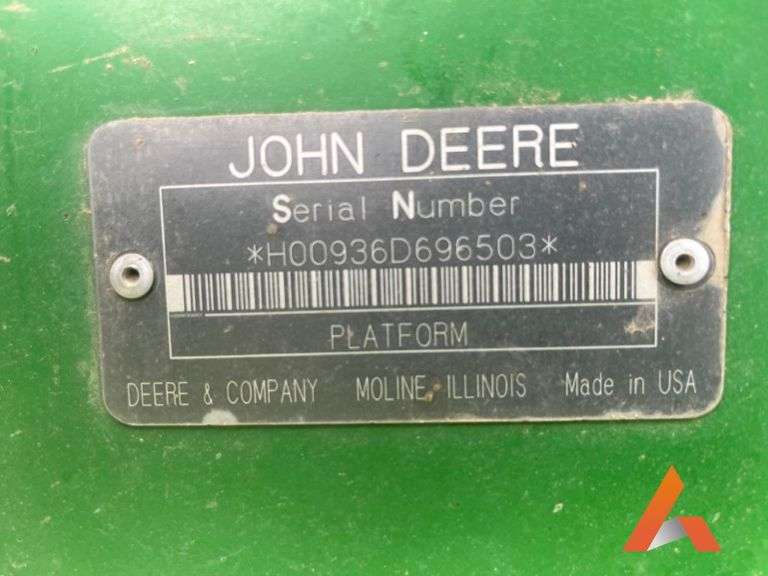 JOHN DEERE
Serial Number
*H00936D696503*
PLATFORM
DEERE & COMPANY MOLINE, ILLINOIS Made in USA